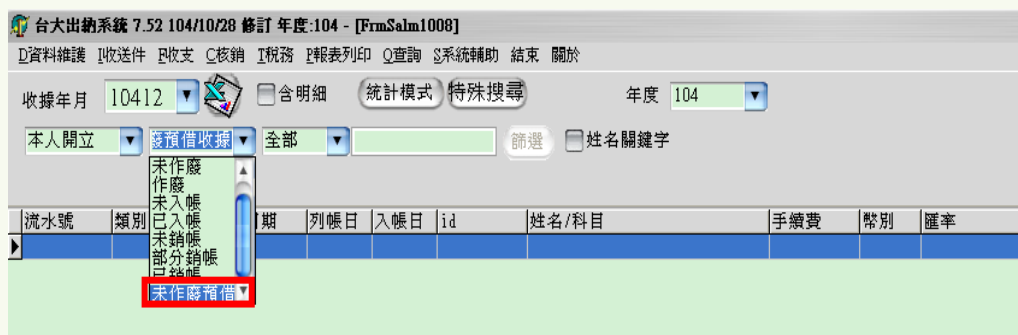 台大出納系統 7.52 104/10/28 修訂 年度:104 - [FrmSalm1008]
D資料維護 I收送件 R收支 C核銷 T稅務 P報表列印 Q查詢 S系統輔助 結束 關於
收據年月 10412 含明細 統計模式 特殊搜尋 年度 104
本人開立 廢預借收據 全部 篩選 姓名關鍵字
未作廢
作廢
未入帳
流水號 類別 已入帳 期 列帳日 入帳日 id 姓名/科目 手續費 幣別 匯率
未銷帳
部分銷帳
已銷帳
未作廢預借